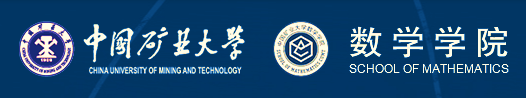 中国矿业大学
CHINA UNIVERSITY OF MINING AND TECHNOLOGY
1909
数学学院
SCHOOL OF MATHEMATICS